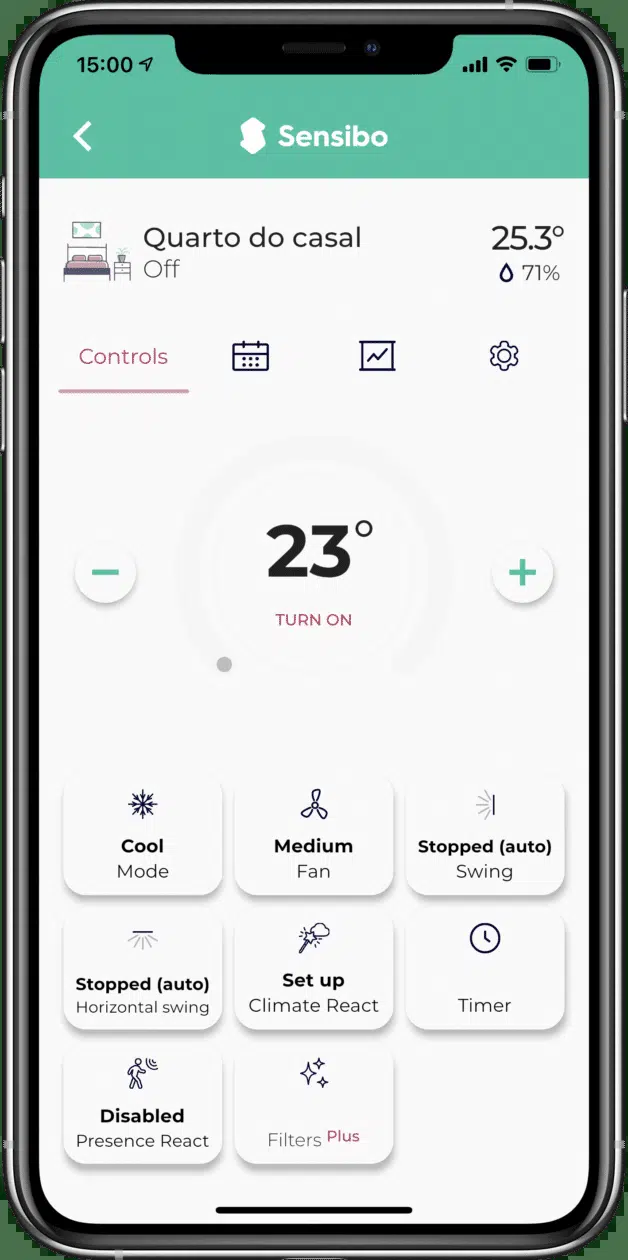 15:00
Sensibo
Quarto do casal
25.3°
Off
71%
Controls
23°
TURN ON
Cool
Mode
Medium
Fan
Stopped (auto)
Swing
Stopped (auto)
Horizontal swing
Set up
Climate React
Timer
Disabled
Presence React
Filters Plus